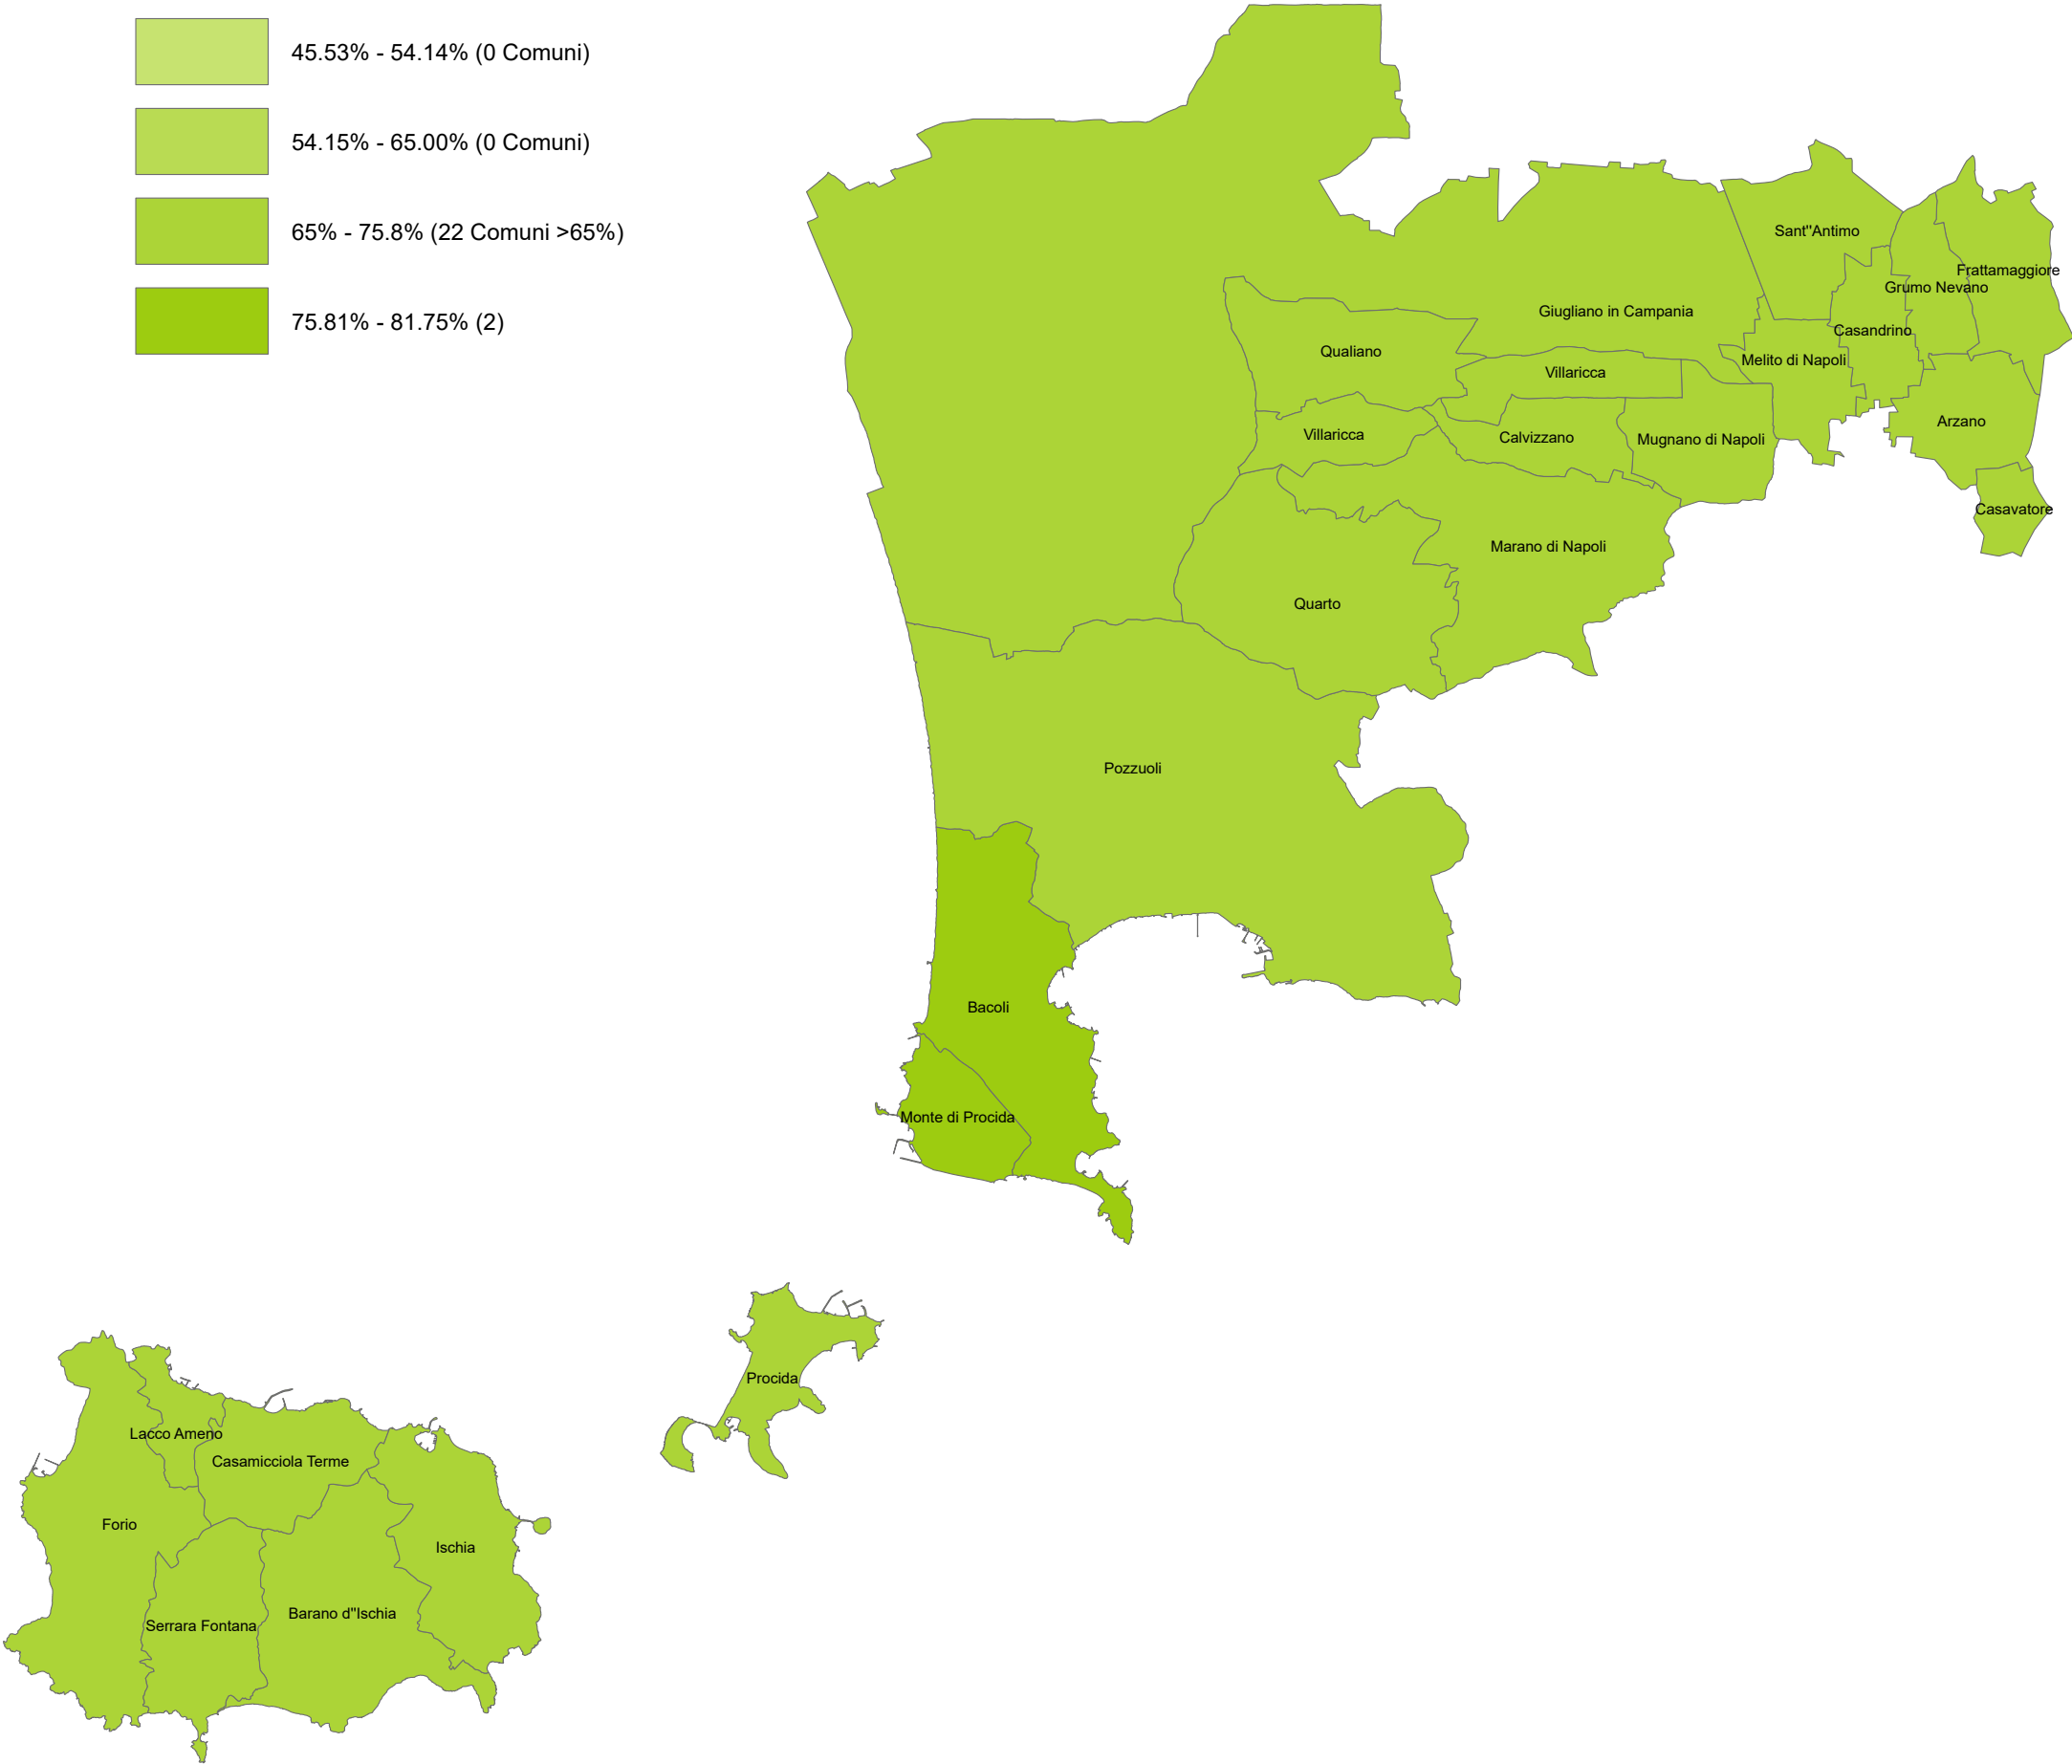 45.53% - 54.14% (0 Comuni)
54.15% - 65.00% (0 Comuni)
65% - 75.8% (22 Comuni >65%)
75.81% - 81.75% (2)
Sant"Antimo
Frattamaggiore
Grumo Nevano
Giugliano in Campania
Casandrino
Qualiano
Melito di Napoli
Villaricca
Arzano
Villaricca
Calvizzano
Mugnano di Napoli
Casavatore
Marano di Napoli
Quarto
Pozzuoli
Bacoli
Monte di Procida
Procida
Lacco Ameno
Casamicciola Terme
Forio
Ischia
Barano d"Ischia
Serrara Fontana